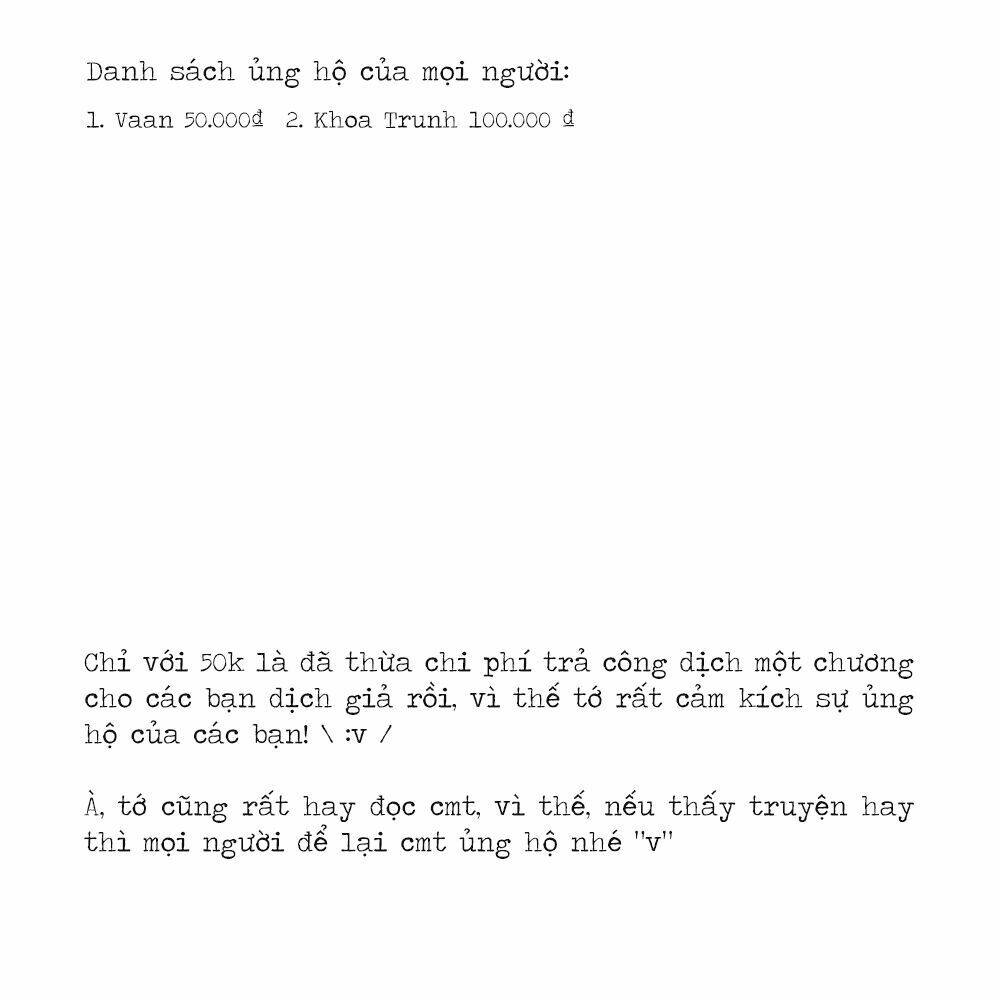 Danh sách ủng hộ của mọi người:
1. Vaan 50.000₫ 2. Khoa Trunh 100.000 ₫
Chỉ với 50k là đã thừa chi phí trả công dịch một chương
cho các bạn dịch giả rồi, vì thế tớ rất cảm kích sự ủng
hộ của các bạn! \ :v /
À, tớ cũng rất hay đọc cmt, vì thế, nếu thấy truyện hay
thì mọi người để lại cmt ủng hộ nhé "v"